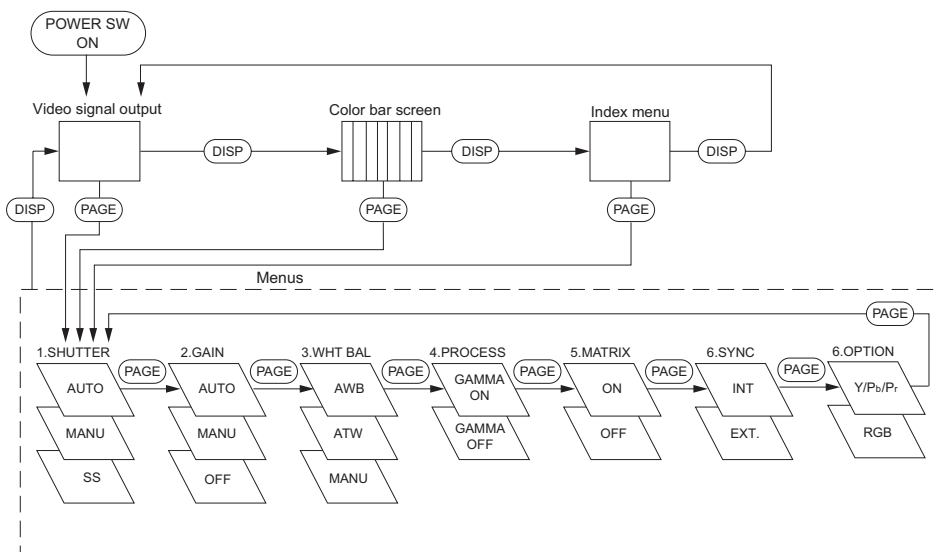 POWER SW
ON
Video signal output
Color bar screen
Index menu
DISP
DISP
DISP
DISP
PAGE
PAGE
PAGE
Menus
PAGE
1.SHUTTER
2.GAIN
3.WHT BAL
4.PROCESS
5.MATRIX
6.SYNC
6.OPTION
PAGE
PAGE
PAGE
PAGE
PAGE
PAGE
AUTO
AUTO
AWB
GAMMA
ON
ON
INT
Y/Pb/Pr
MANU
MANU
ATW
GAMMA
OFF
OFF
EXT.
RGB
SS
OFF
MANU